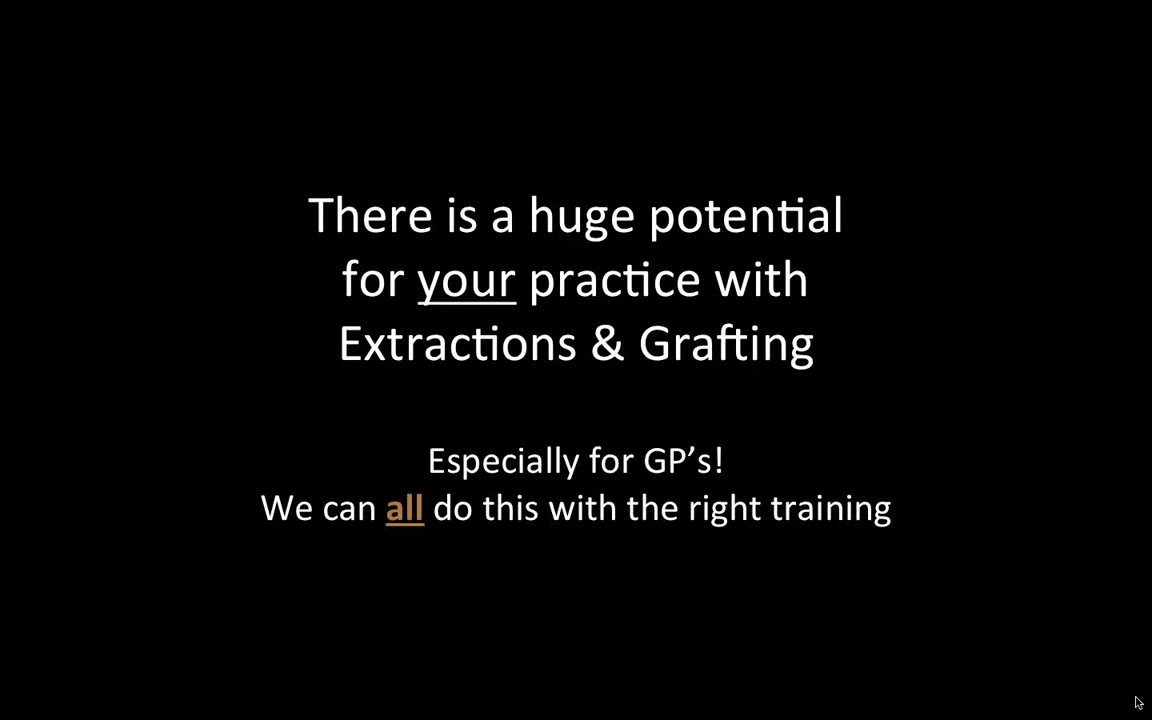 There is a huge potential
for your practice with
Extractions & Grafting
Especially for GP’s!
We can all do this with the right training